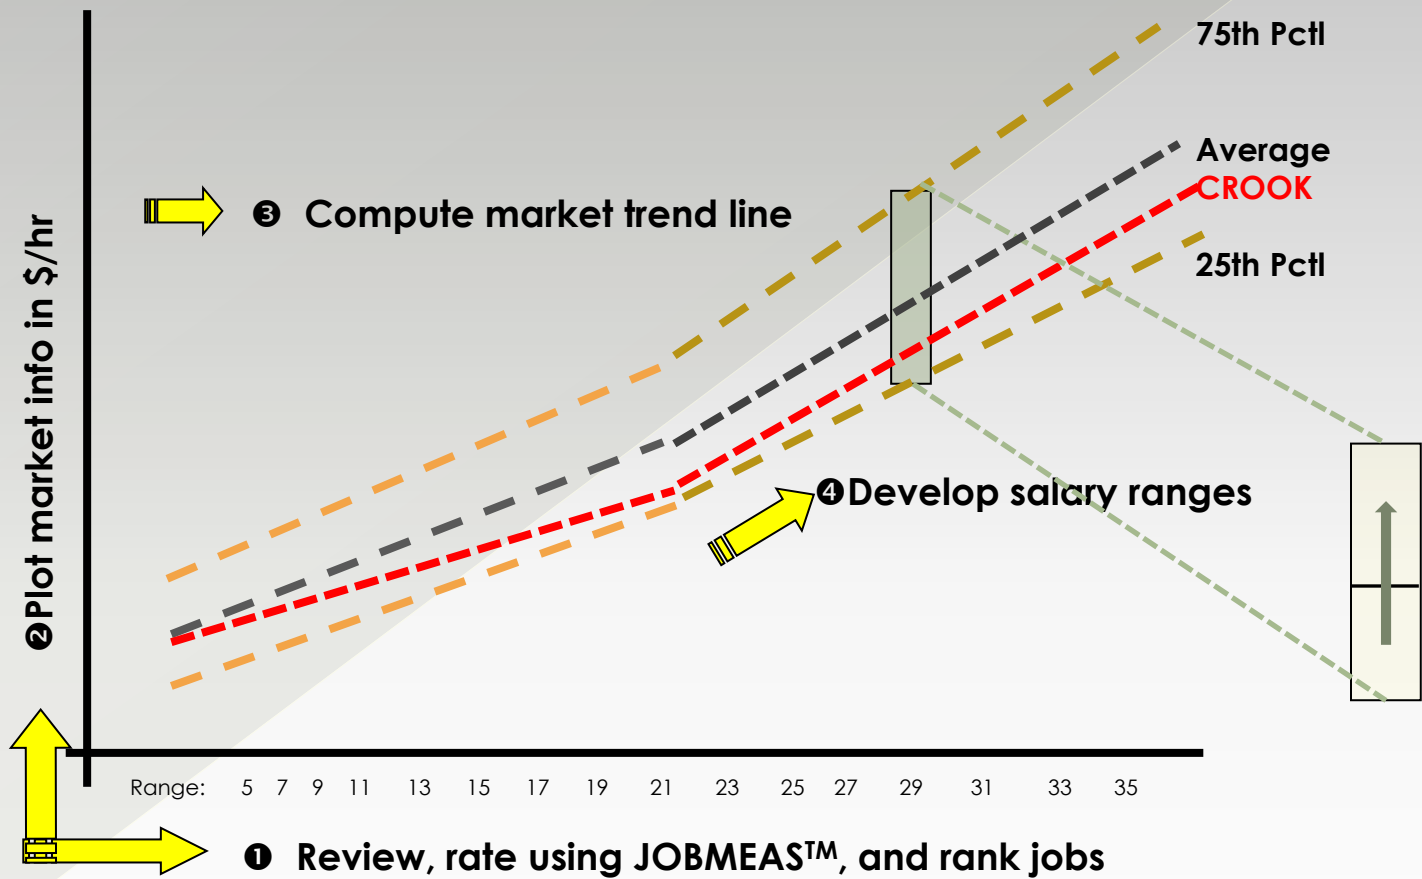 75th Pctl
Average
CROOK
25th Pctl
❸ Compute market trend line
❷Plot market info in $/hr
❹Develop salary ranges
Range: 5 7 9 11 13 15 17 19 21 23 25 27 29 31 33 35
❶ Review, rate using JOBMEAS™, and rank jobs